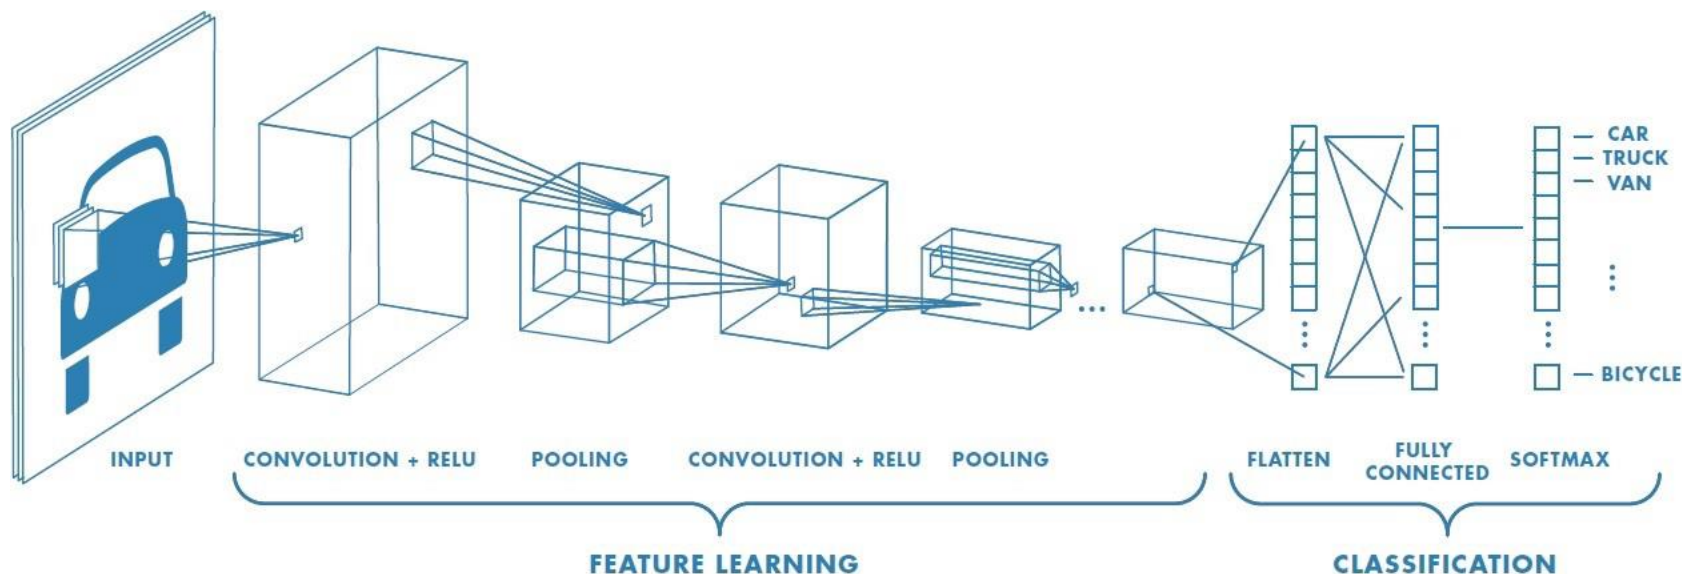 CAR
TRUCK
VAN
BICYCLE
INPUT
CONVOLUTION + RELU
POOLING
CONVOLUTION + RELU
POOLING
FLATTEN
FULLY
CONNECTED
SOFTMAX
FEATURE LEARNING
CLASSIFICATION